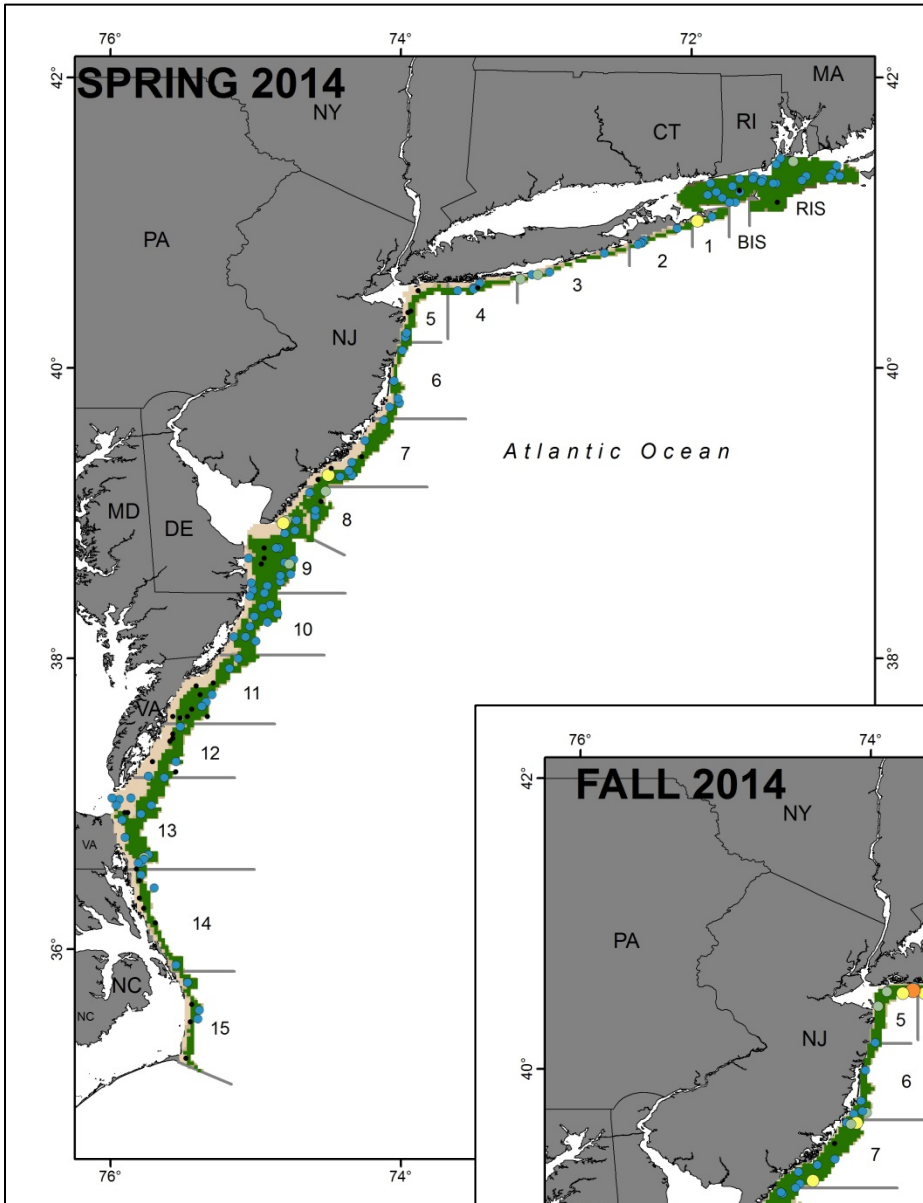 76° 74° 72°
42° 42°
SPRING 2014
NY
MA
CT
RI
RIS
BIS
1
PA
2
3
4
5
NJ
40° 40°
6
Atlantic Ocean
7
MD
DE
8
9
10
38° 38°
11
VA
12
13
VA
14
36°
NC
NC
15
76° 74°
76° 74°
42°
FALL 2014
NY
PA
5
NJ
40°
6
7